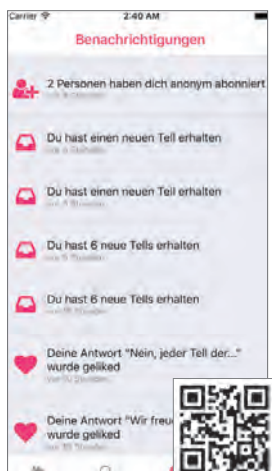 Carrier
2:40 AM
Benachrichtigungen
2 Personen haben dich anonym abonniert
Du hast einen neuen Tell erhalten
Du hast einen neuen Tell erhalten
Du hast 6 neue Tells erhalten
Du hast 6 neue Tells erhalten
Deine Antwort "Nein, jeder Tell der..."
wurde geliked
Deine Antwort "Wir freu
wurde geliked